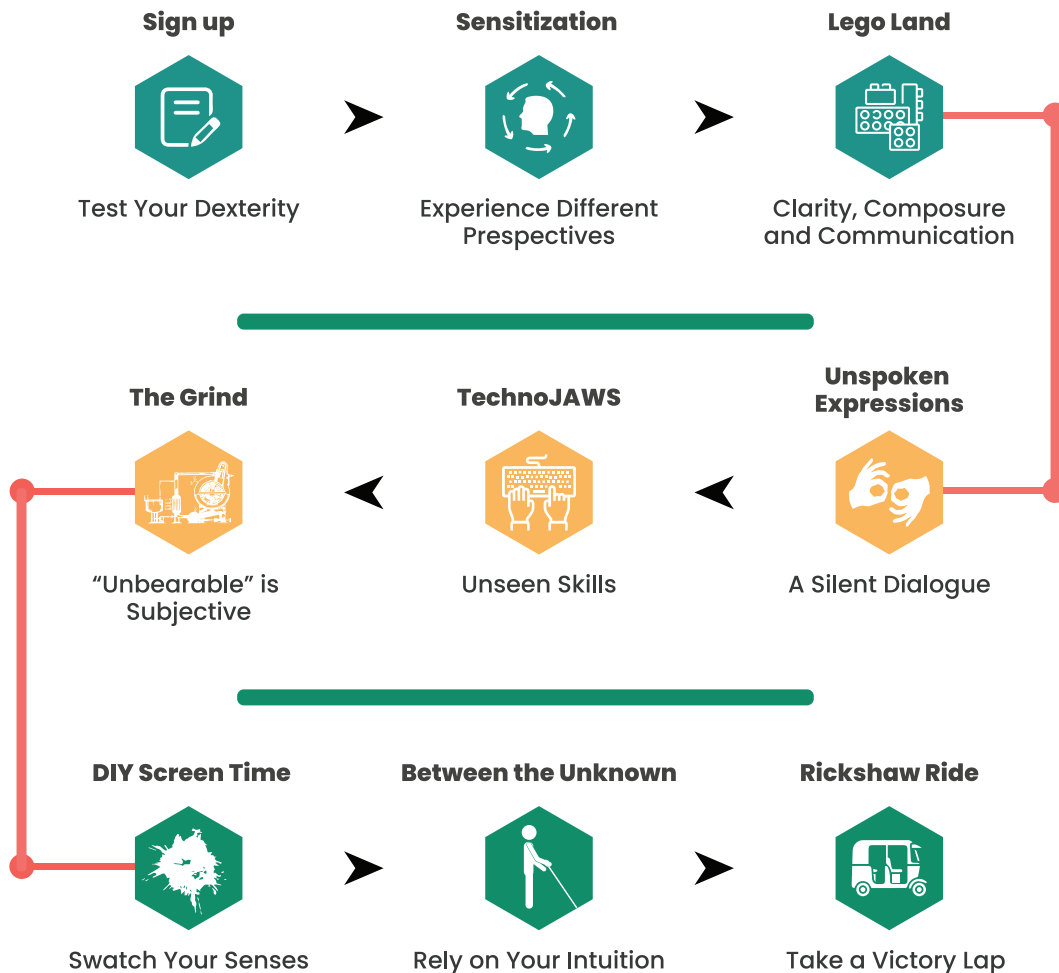 Sign up
Test Your Dexterity
Sensitization
Experience Different
Prespectives
Lego Land
Clarity, Composure
and Communication
Unspoken
Expressions
A Silent Dialogue
TechnoJAWS
Unseen Skills
The Grind
“Unbearable” is
Subjective
DIY Screen Time
Swatch Your Senses
Between the Unknown
Rely on Your Intuition
Rickshaw Ride
Take a Victory Lap